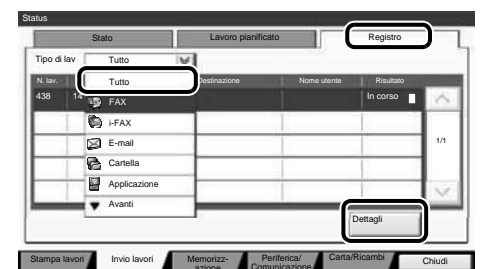 Status
Stato Lavoro pianificato Registro
Tipo di lav Tutto
N. lav. Tutto Destinazione Nome utente Risultato
438 14 FAX In corso
i-FAX
E-mail 1/1
Cartella
Applicazione
Avanti
Dettagli
Stampa lavori Invio lavori Memorizz-azione Periferica/Comunicazione Carta/Ricambi Chiudi